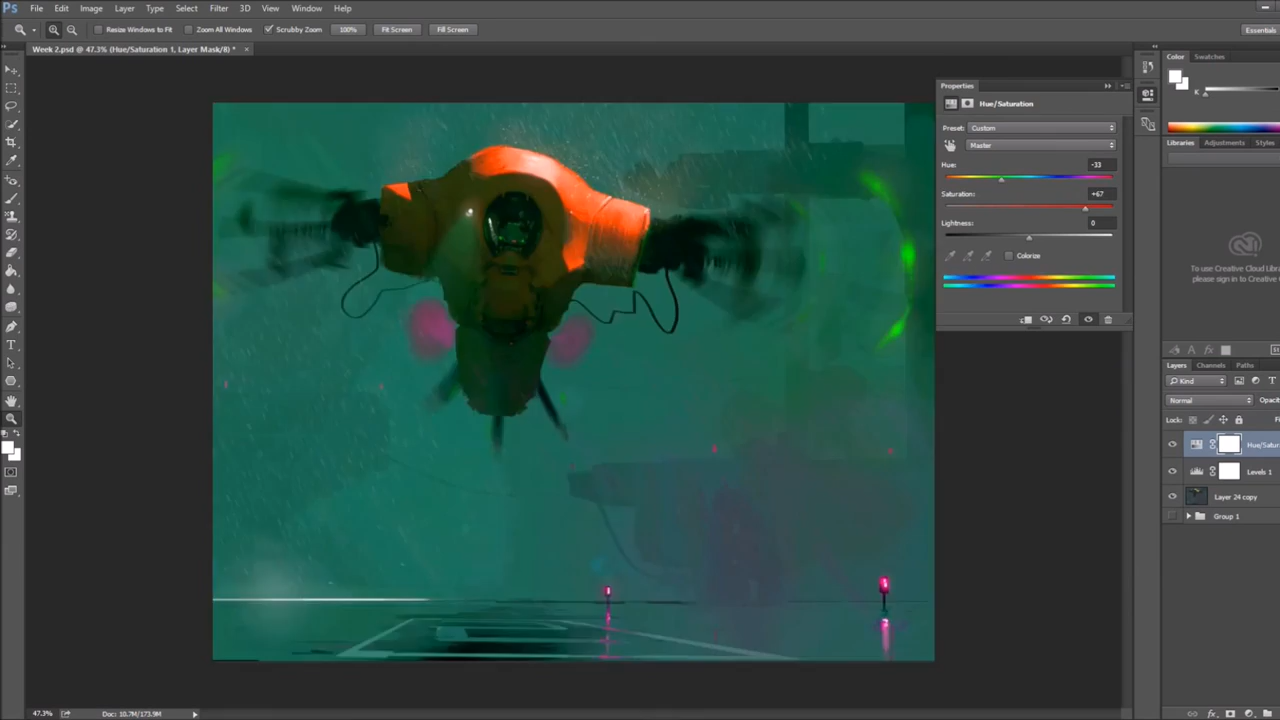 Ps File Edit Image Layer Type Select Filter 3D View Window Help
Resize Windows to Fit Zoom All Windows Scrubby Zoom 100% Fit Screen Fill Screen Essentials
Week 2.psd @ 47.3% (Hue/Saturation 1, Layer Mask/8) *
Color Swatches
K
Properties
Hue/Saturation
Preset: Custom
Master
Hue: -33
Saturation: +67
Lightness: 0
Colorize
Libraries Adjustments Styles
To use Creative Cloud Libra
please sign in to Creative C
Layers Channels Paths
Kind
Normal Opaci
Lock:
Hue/Satur
Levels 1
Layer 24 copy
Group 1
47.3% Doc: 10.7M/173.9M